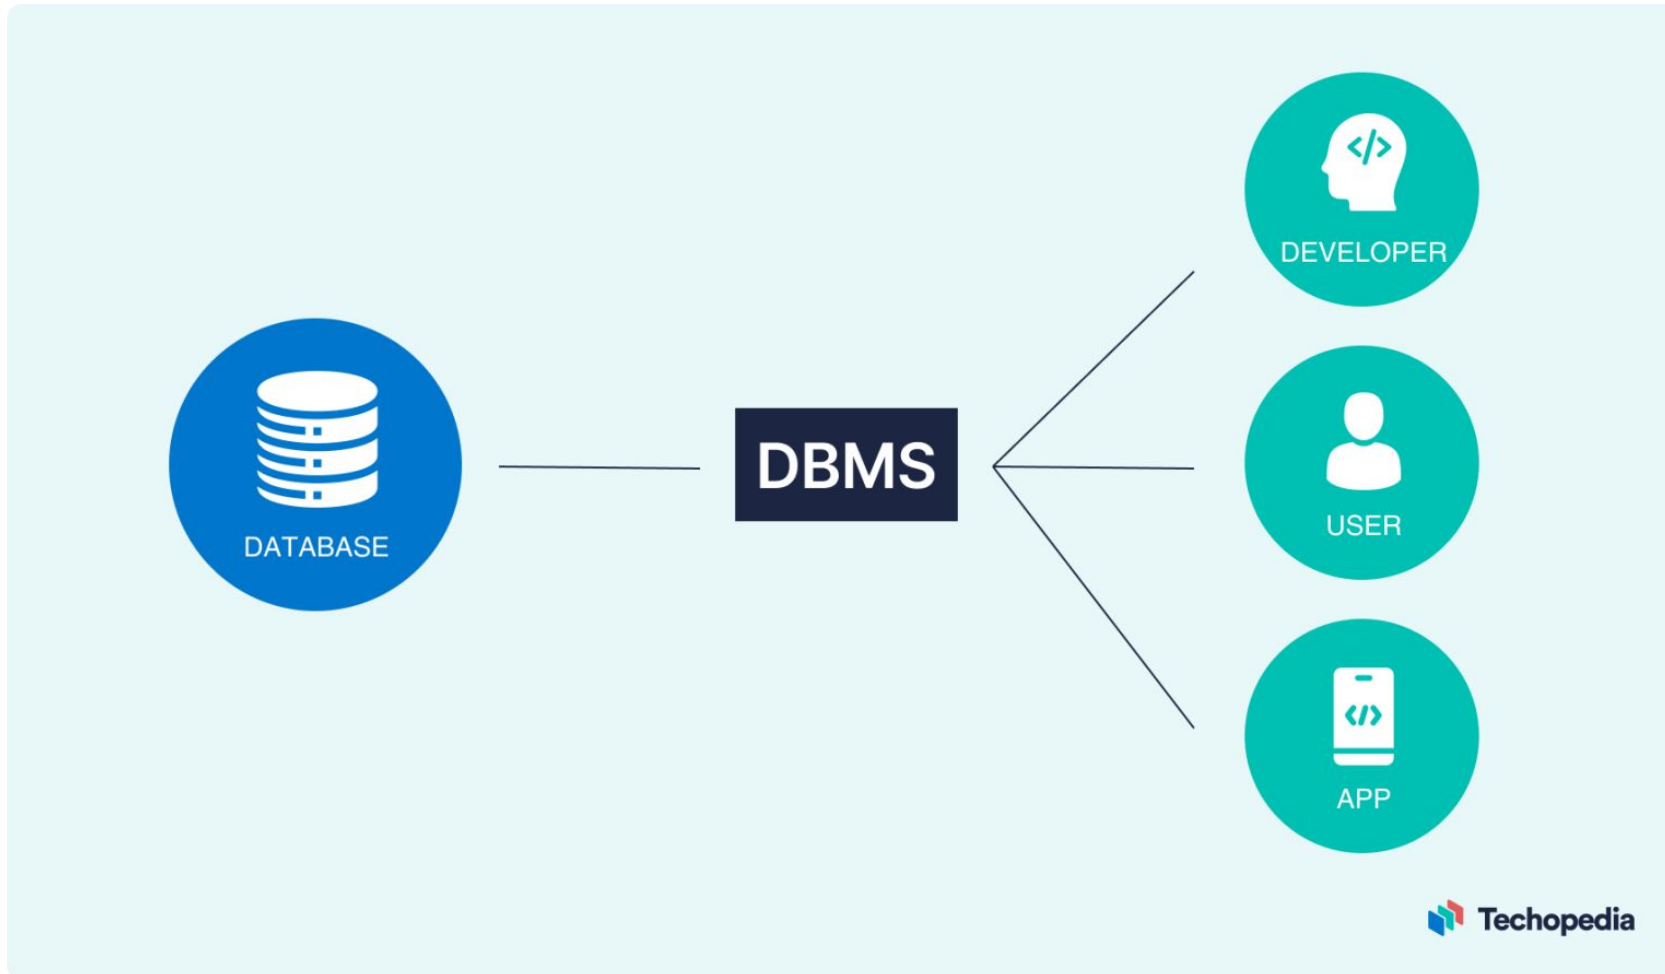 DATABASE
DBMS
DEVELOPER
</>
USER
</>
APP
Techopedia